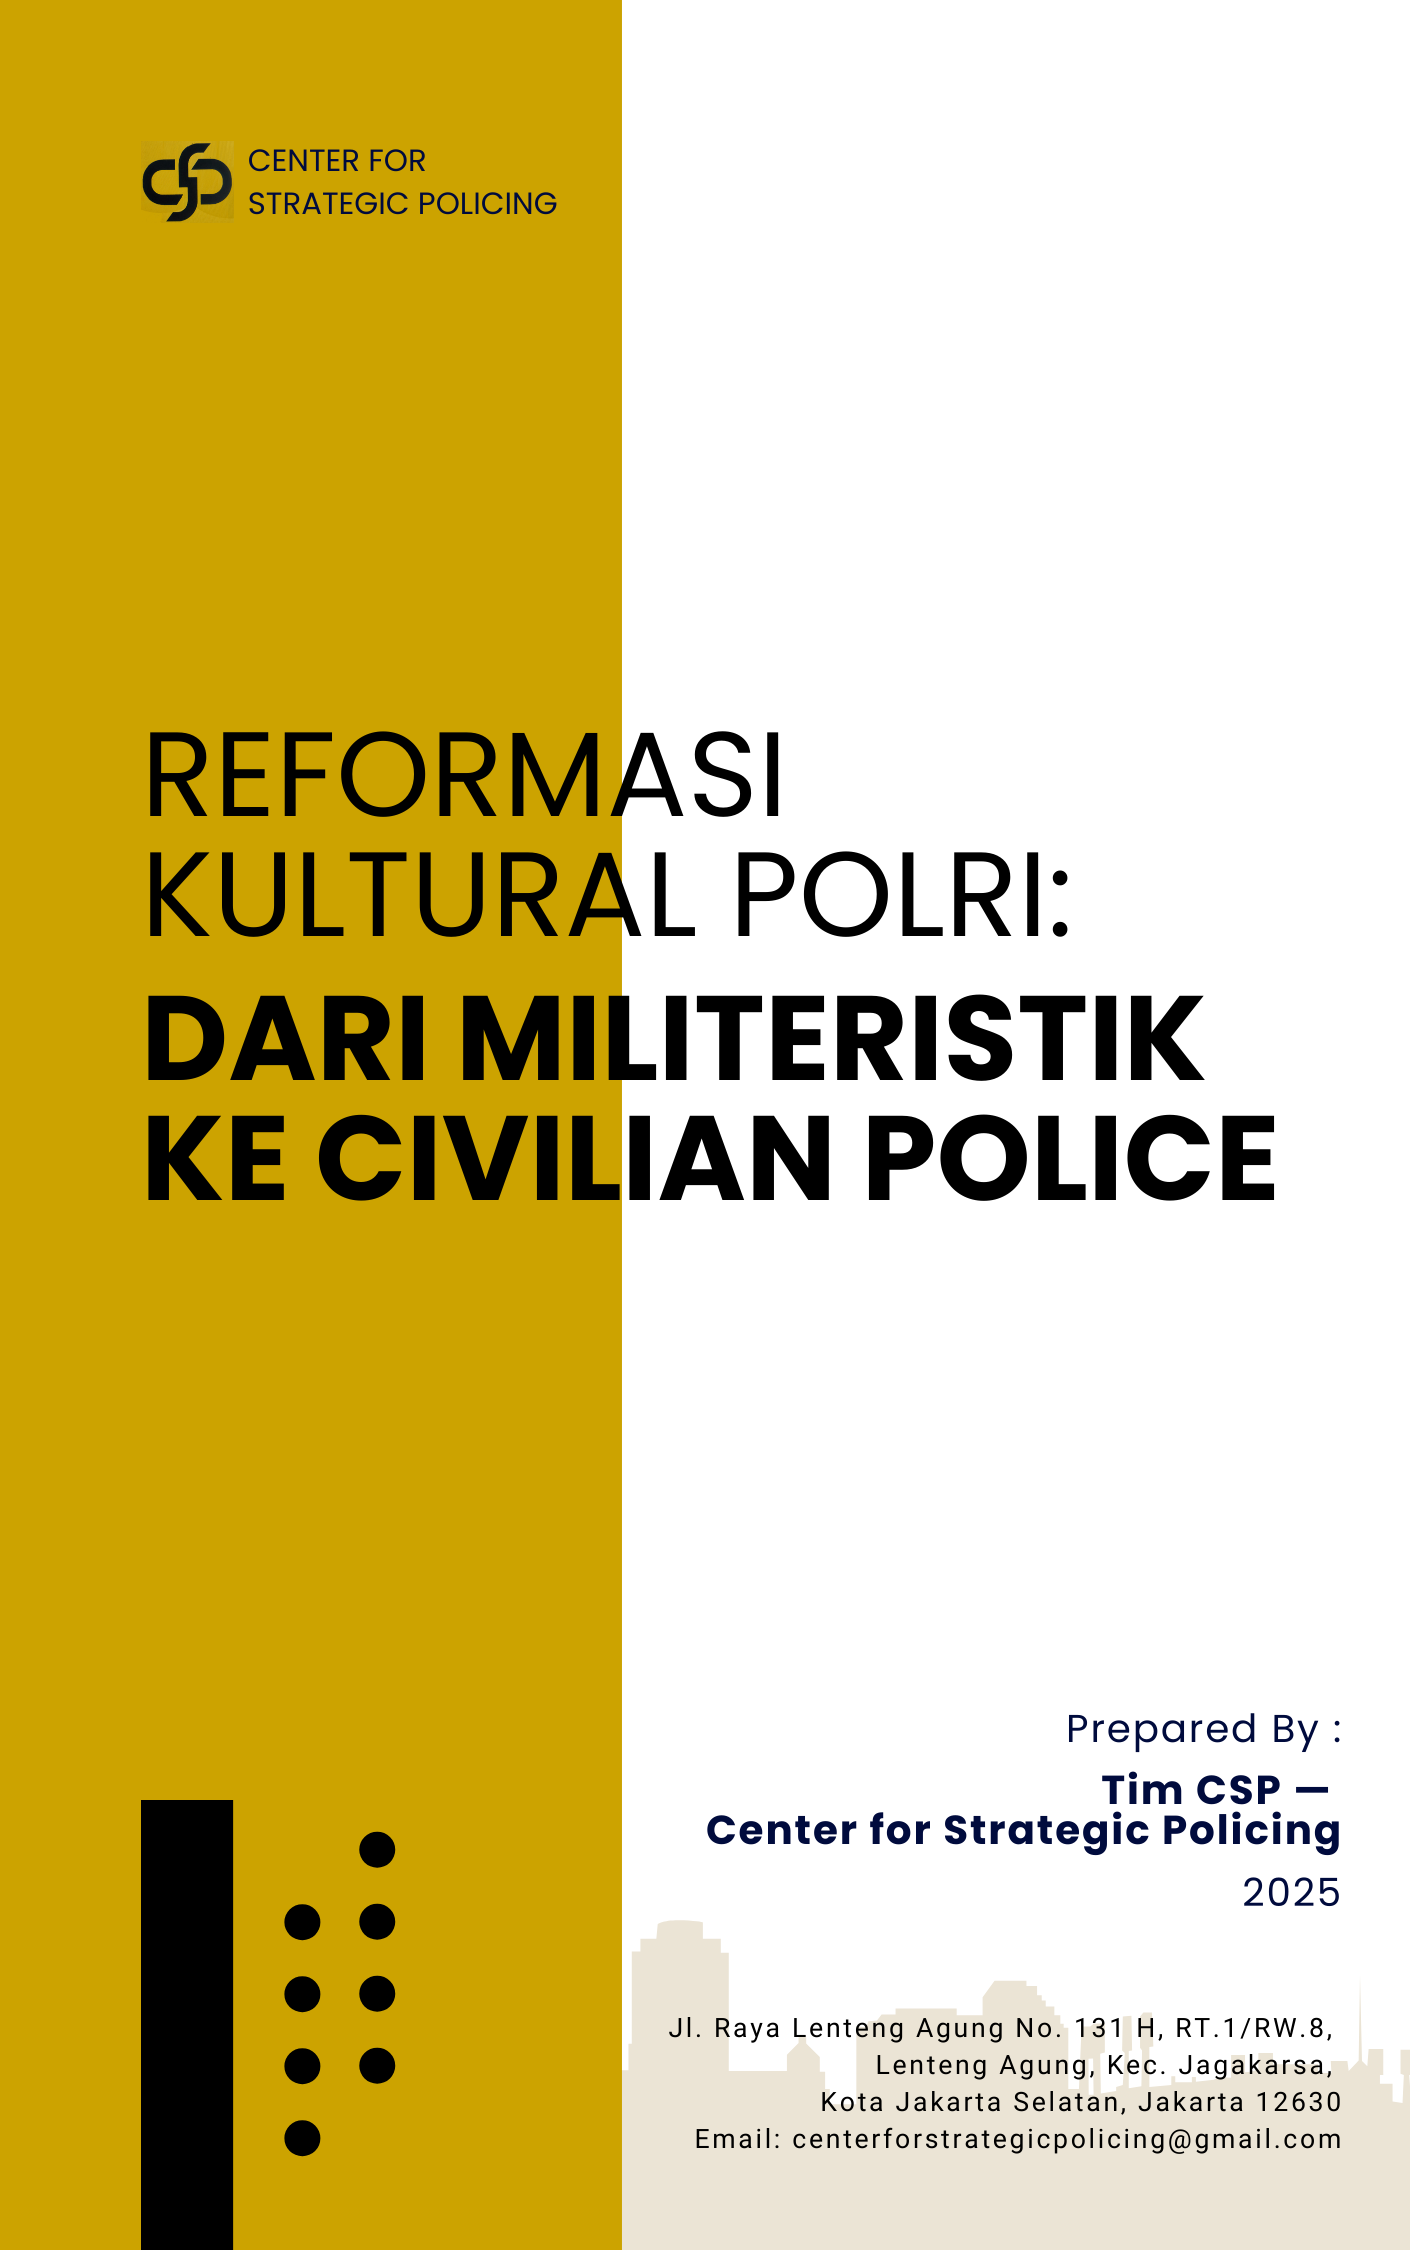 CENTER FOR
STRATEGIC POLICING
REFORMASI
KULTURAL POLRI:
DARI MILITERISTIK
KE CIVILIAN POLICE
Prepared By :
Tim CSP —
Center for Strategic Policing
2025
Jl. Raya Lenteng Agung No. 131 H, RT.1/RW.8,
Lenteng Agung, Kec. Jagakarsa,
Kota Jakarta Selatan, Jakarta 12630
Email: centerforstrategicpolicing@gmail.com